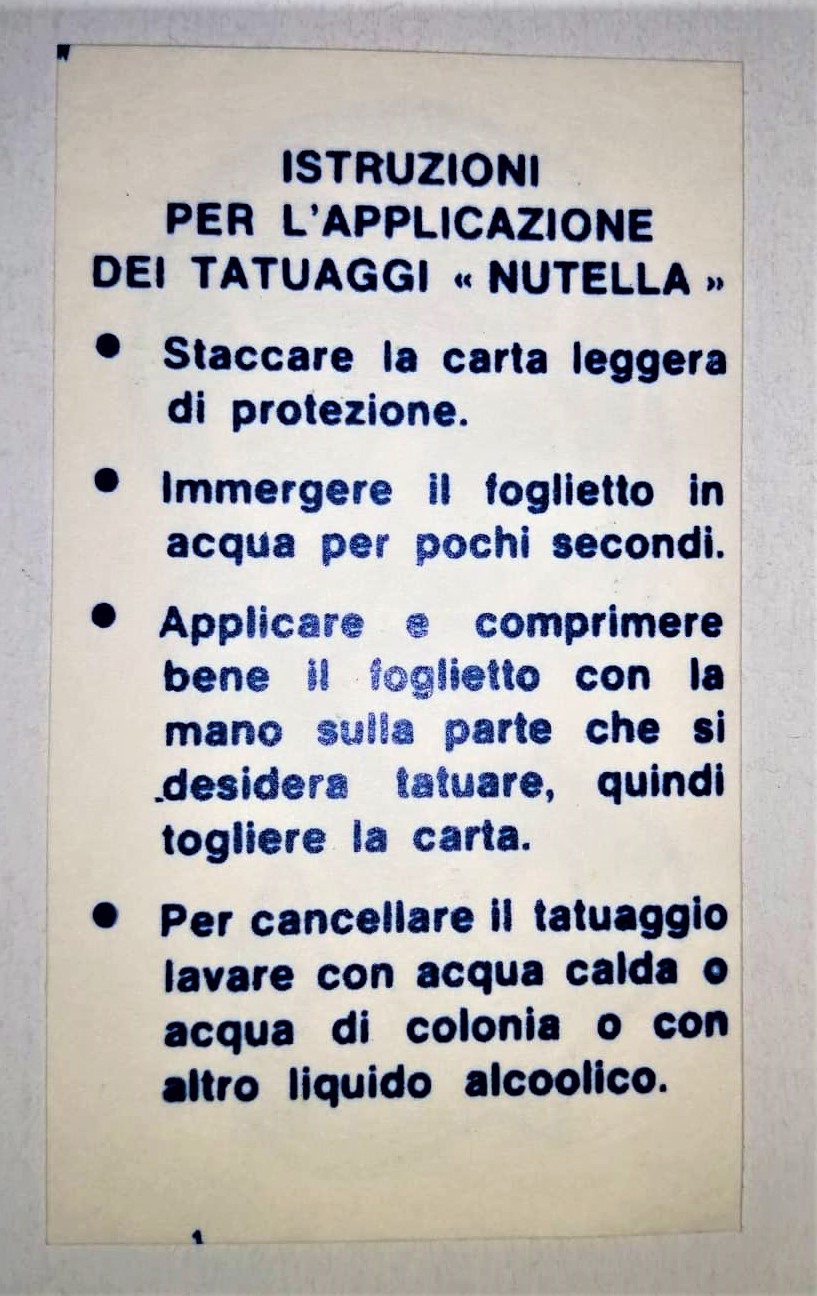 ISTRUZIONI
PER L'APPLICAZIONE
DEI TATUAGGI « NUTELLA »
● Staccare la carta leggera
di protezione.
● Immergere il foglietto in
acqua per pochi secondi.
● Applicare e comprimere
bene il foglietto con la
mano sulla parte che si
desidera tatuare, quindi
togliere la carta.
● Per cancellare il tatuaggio
lavare con acqua calda o
acqua di colonia o con
altro liquido alcoolico.